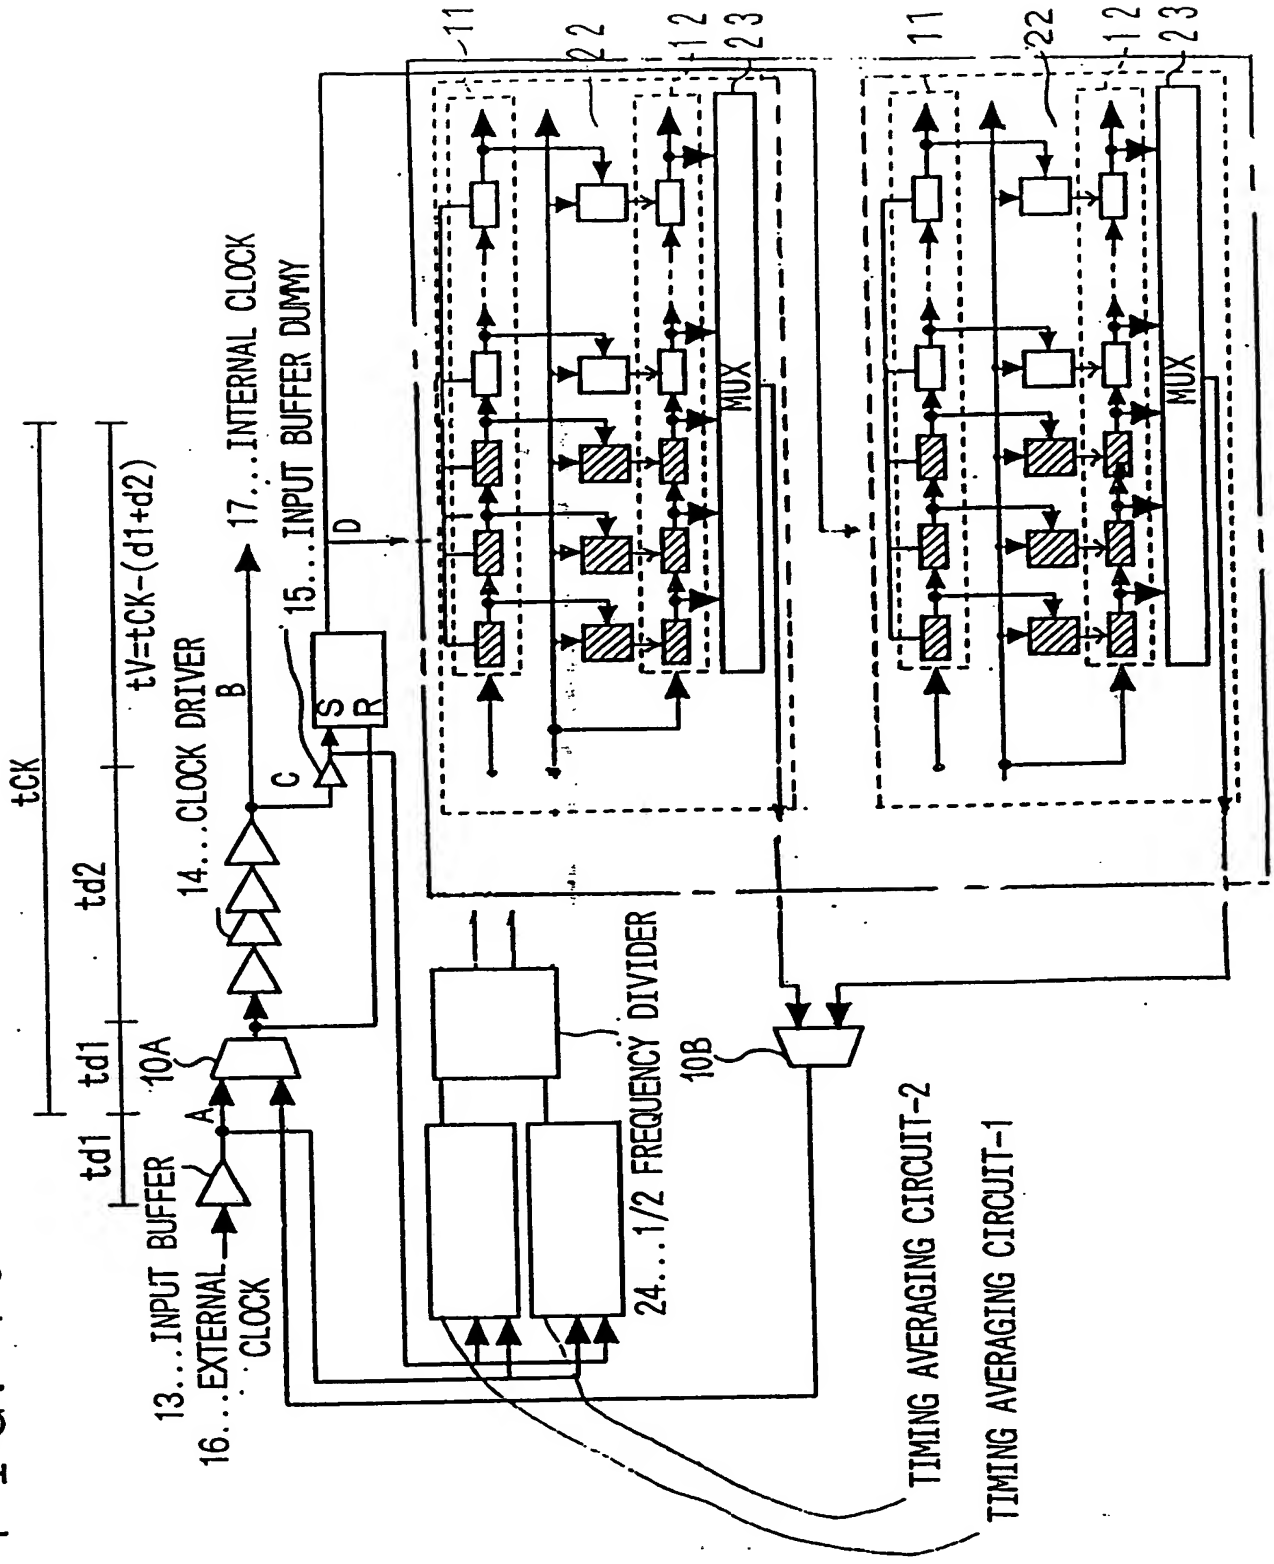 tCK
td1
td1
td2
tV=tCK-(d1+d2)
13...INPUT BUFFER
16...EXTERNAL
CLOCK
A
10A
14...CLOCK DRIVER
B
17...INTERNAL CLOCK
C
15...INPUT BUFFER DUMMY
S
R
D
24...1/2 FREQUENCY DIVIDER
10B
TIMING AVERAGING CIRCUIT-2
TIMING AVERAGING CIRCUIT-1
11
22
12
23
MUX
11
22
12
23
MUX